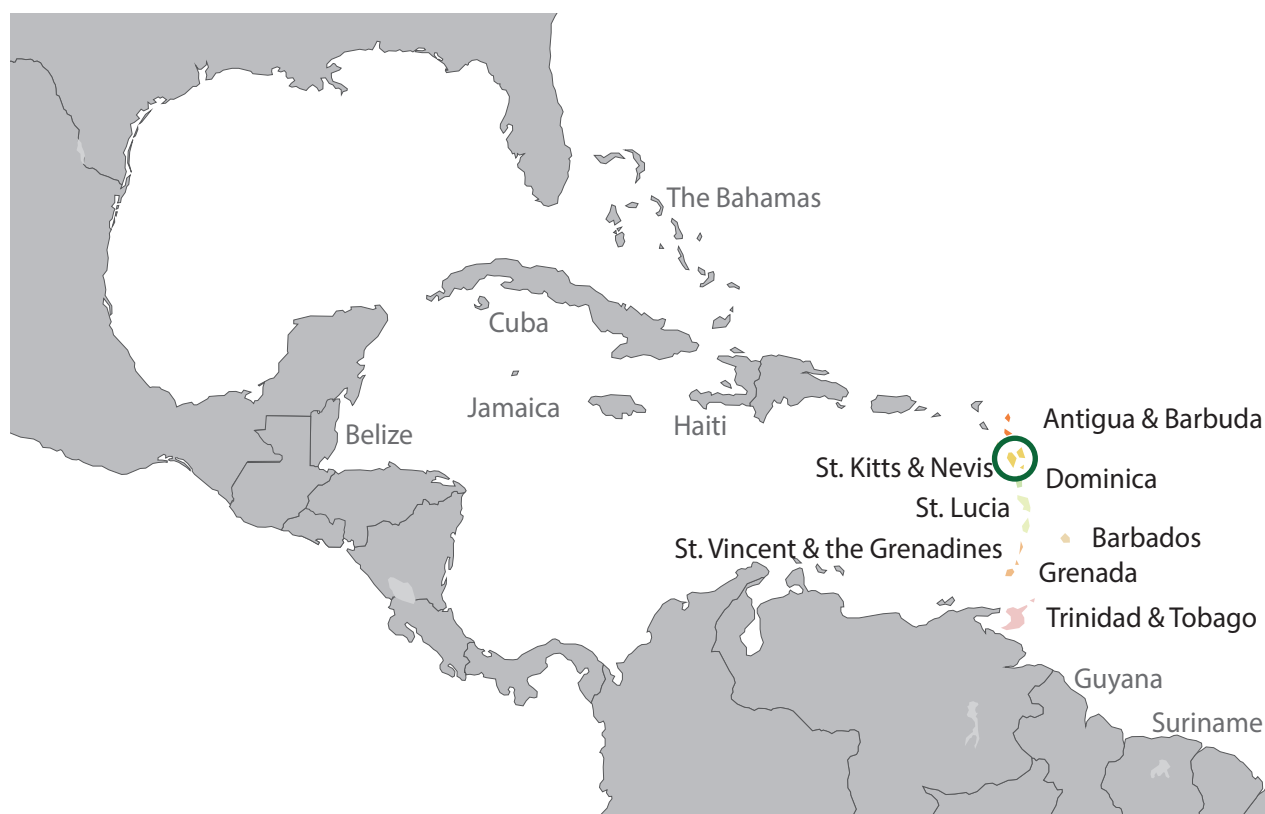 The Bahamas
Cuba
Jamaica
Haiti
Belize
Antigua & Barbuda
St. Kitts & Nevis
Dominica
St. Lucia
Barbados
St. Vincent & the Grenadines
Grenada
Trinidad & Tobago
Guyana
Suriname